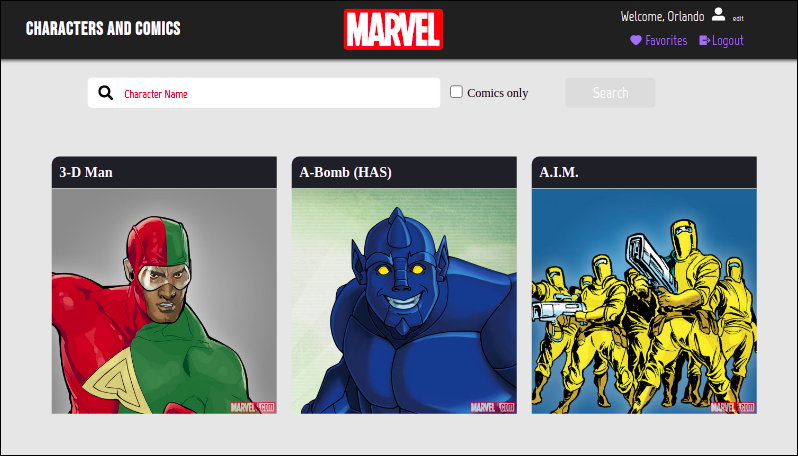 CHARACTERS AND COMICS
MARVEL
Welcome, Orlando
edit
Favorites
Logout
Character Name
Comics only
Search
3-D Man
A-Bomb (HAS)
A.I.M.
MARVEL.com
MARVEL.com
MARVEL.com